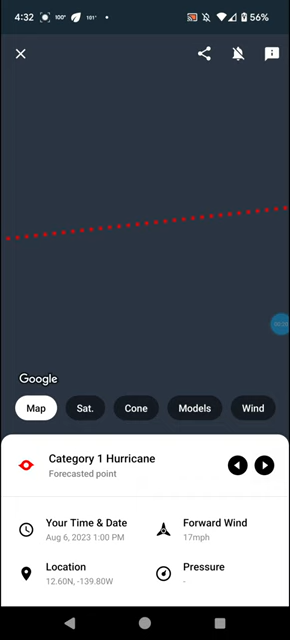 4:32 100° 101° 56%
Google
Map Sat. Cone Models Wind
Category 1 Hurricane
Forecasted point
Your Time & Date
Aug 6, 2023 1:00 PM
Forward Wind
17mph
Location
12.60N, -139.80W
Pressure
-